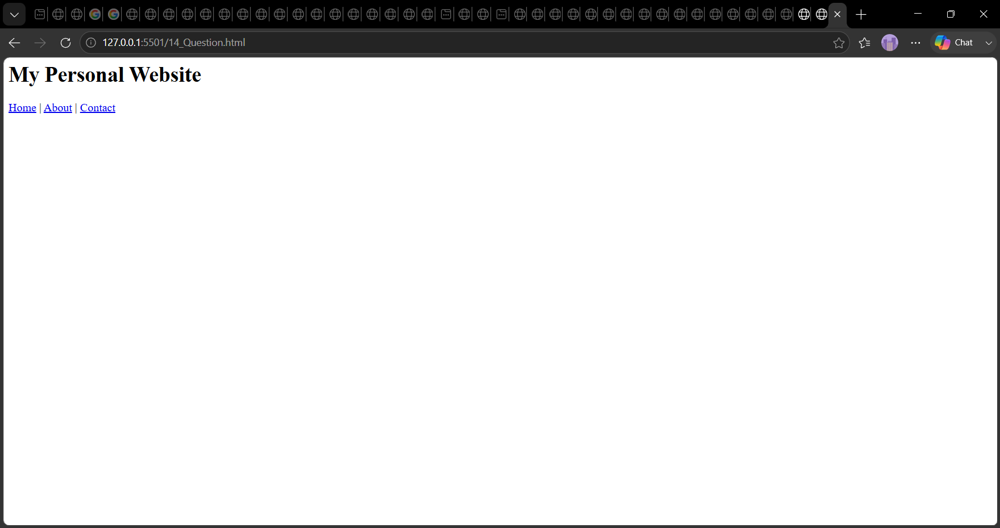 127.0.0.1:5501/14_Question.html
Chat
My Personal Website
Home | About | Contact